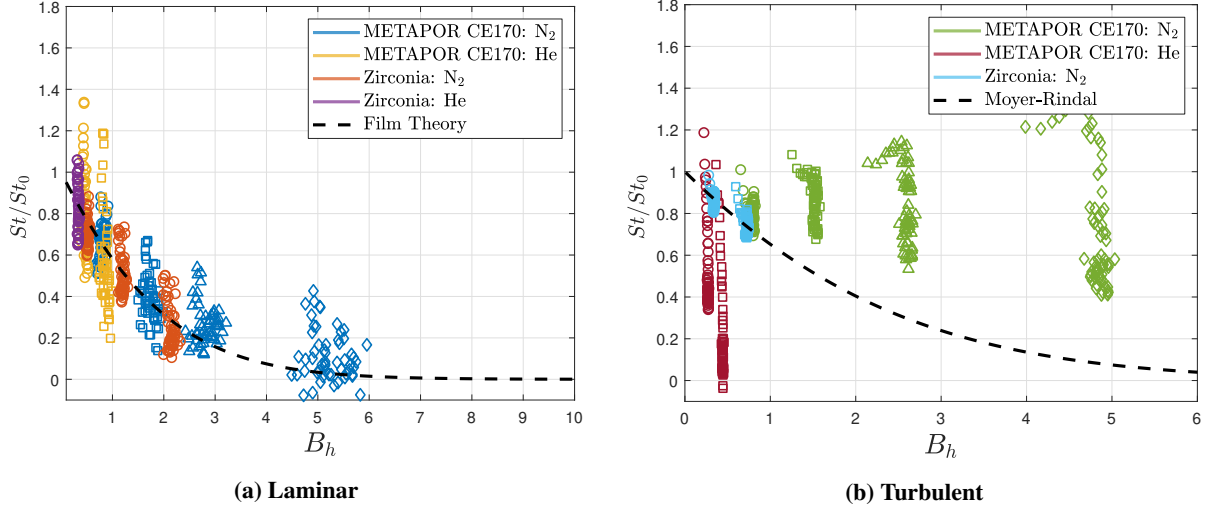 1.8
1.6
1.4
1.2
1
0.8
0.6
0.4
0.2
0
St/St₀
METAPOR CE170: N₂
METAPOR CE170: He
Zirconia: N₂
Zirconia: He
Film Theory
1 2 3 4 5 6 7 8 9 10
Bₕ
(a) Laminar
1.8
1.6
1.4
1.2
1
0.8
0.6
0.4
0.2
0
St/St₀
METAPOR CE170: N₂
METAPOR CE170: He
Zirconia: N₂
Moyer-Rindal
0 1 2 3 4 5 6
Bₕ
(b) Turbulent